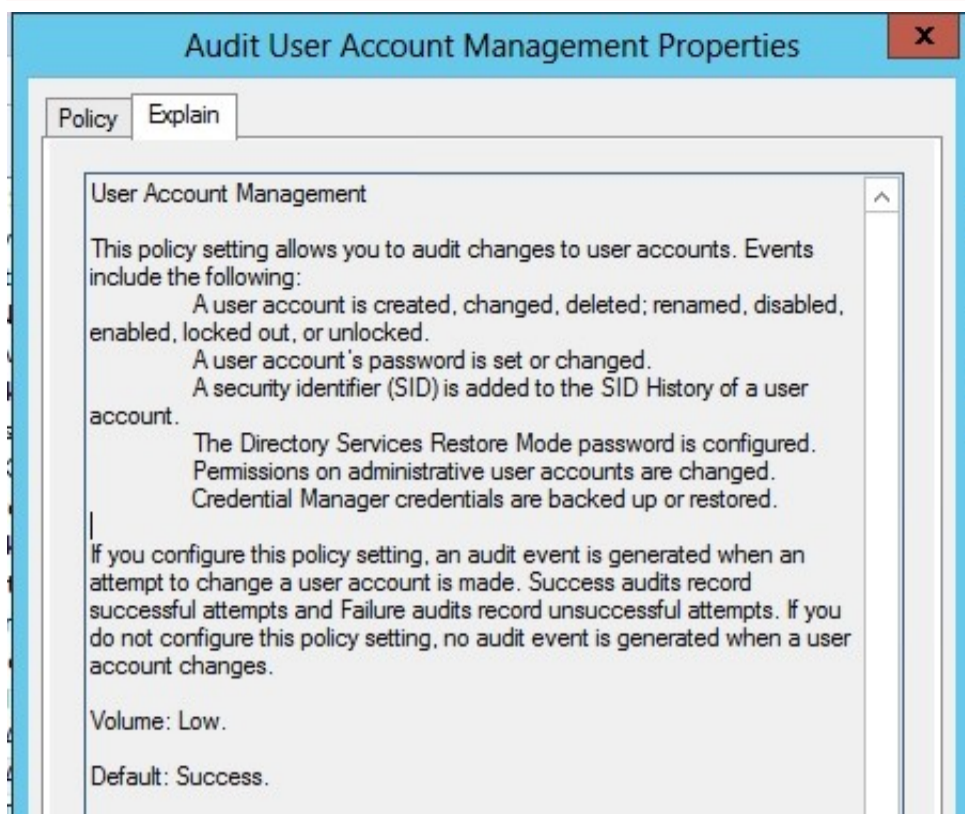 Audit User Account Management Properties
x
Policy
Explain
User Account Management
This policy setting allows you to audit changes to user accounts. Events
include the following:
A user account is created, changed, deleted; renamed, disabled,
enabled, locked out, or unlocked.
A user account's password is set or changed.
A security identifier (SID) is added to the SID History of a user
account.
The Directory Services Restore Mode password is configured.
Permissions on administrative user accounts are changed.
Credential Manager credentials are backed up or restored.
If you configure this policy setting, an audit event is generated when an
attempt to change a user account is made. Success audits record
successful attempts and Failure audits record unsuccessful attempts. If you
do not configure this policy setting, no audit event is generated when a user
account changes.
Volume: Low.
Default: Success.